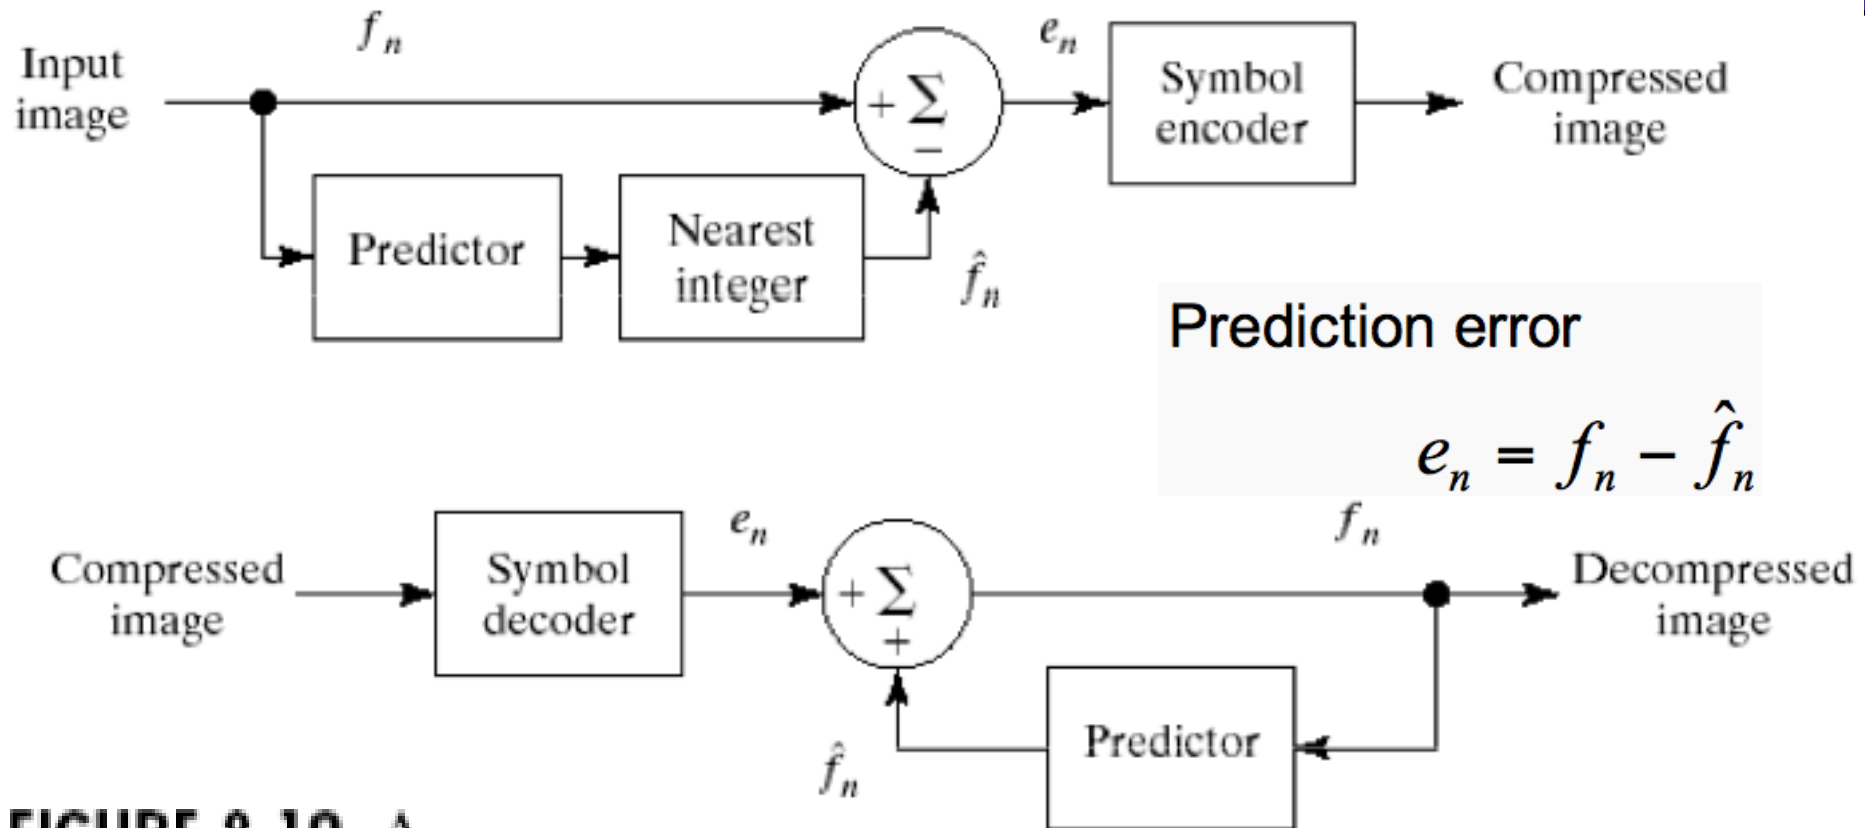 f_n
e_n
Input
image
+ Σ
−
Symbol
encoder
Compressed
image
Predictor
Nearest
integer
f̂_n
Prediction error
e_n = f_n − f̂_n
Compressed
image
Symbol
decoder
e_n
+ Σ
+
f_n
Decompressed
image
Predictor
f̂_n